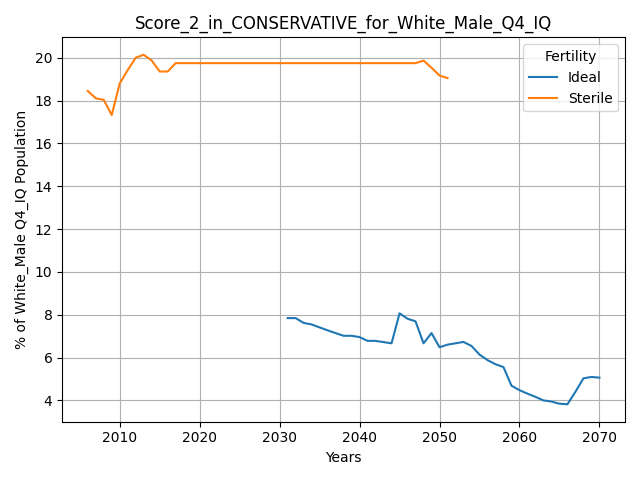 Score_2_in_CONSERVATIVE_for_White_Male_Q4_IQ
% of White_Male Q4_IQ Population
20
18
16
14
12
10
8
6
4
Fertility
Ideal
Sterile
2010 2020 2030 2040 2050 2060 2070
Years